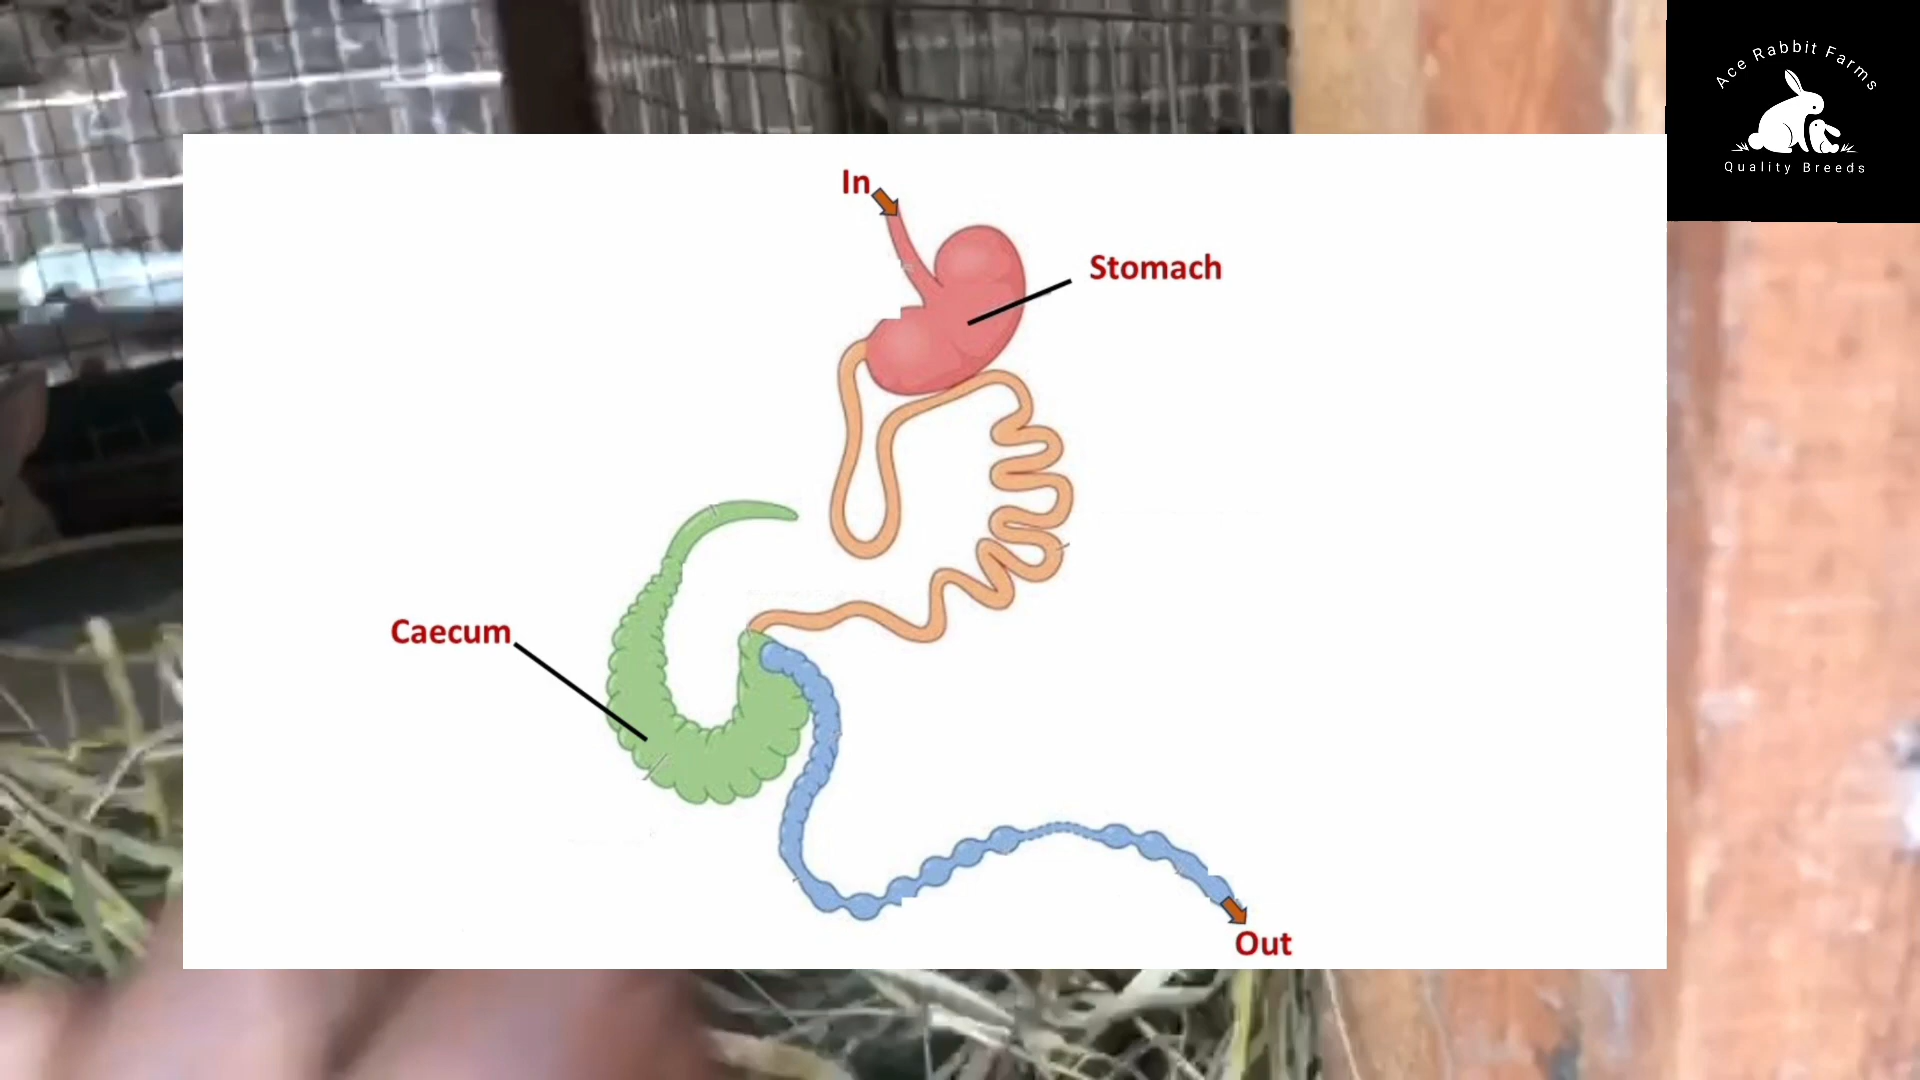 Ace Rabbit Farms
Quality Breeds
In
Stomach
Caecum
Out